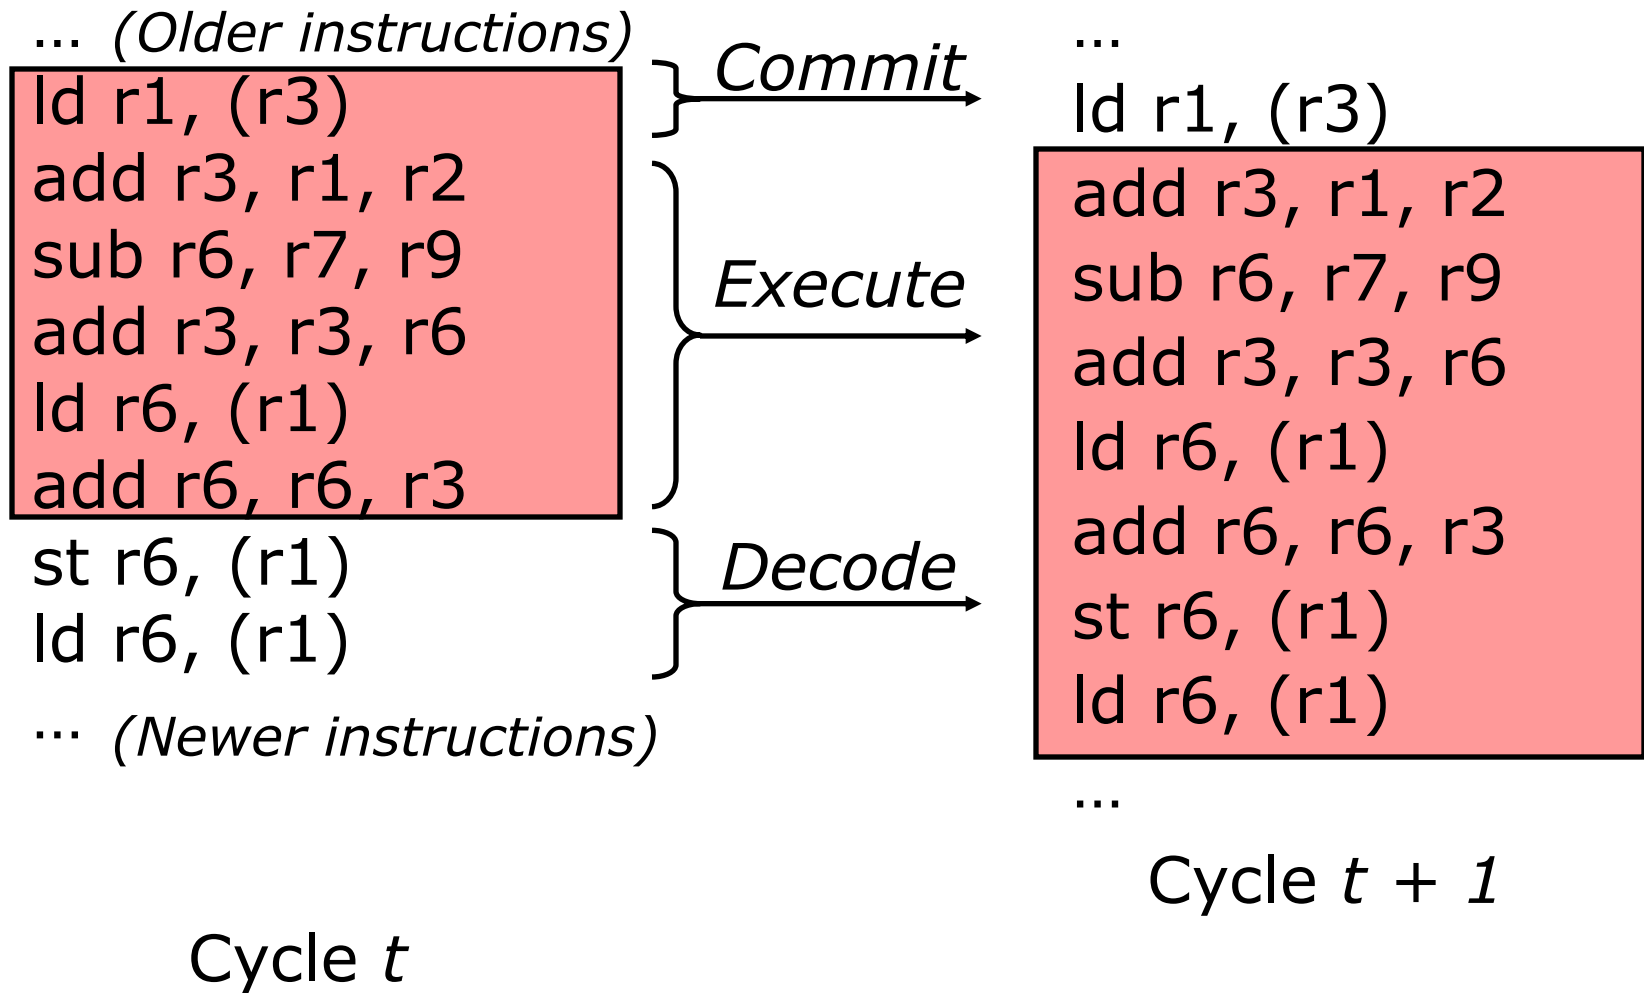 ... (Older instructions)
ld r1, (r3)
add r3, r1, r2
sub r6, r7, r9
add r3, r3, r6
ld r6, (r1)
add r6, r6, r3
st r6, (r1)
ld r6, (r1)
... (Newer instructions)
Cycle t
Commit
Execute
Decode
...
ld r1, (r3)
add r3, r1, r2
sub r6, r7, r9
add r3, r3, r6
ld r6, (r1)
add r6, r6, r3
st r6, (r1)
ld r6, (r1)
...
Cycle t + 1